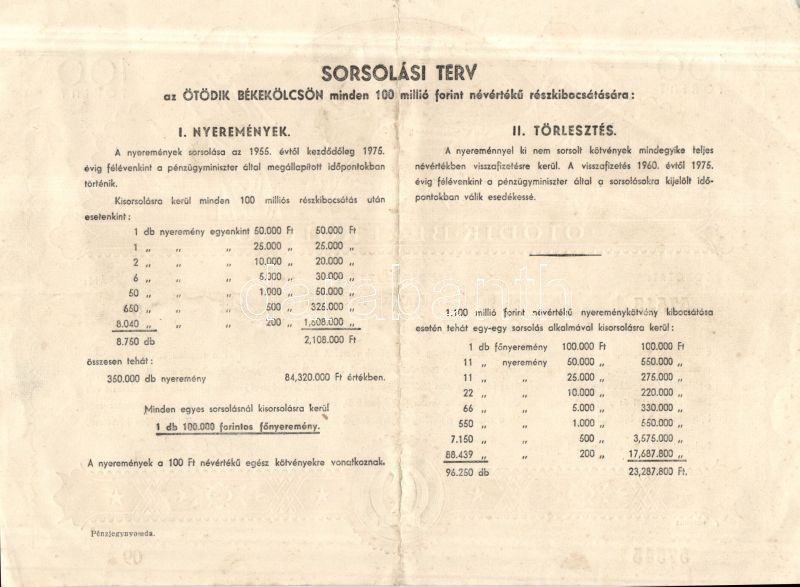 SORSOLÁSI TERV
az ÖTÖDIK BÉKEKÖLCSÖN minden 100 millió forint névértékű részkibocsátására:
I. NYEREMÉNYEK.
A nyeremények sorsolása az 1955. évtől kezdődőleg 1975.
évig félévenkint a pénzügyminiszter által megállapított időpontokban
történik.
Kisorsolásra kerül minden 100 milliós részkibocsátás után
esetenkint:
1 db nyeremény egyenkint 50.000 Ft 50.000 Ft
1 „ „ „ 25.000 „ 25.000 „
2 „ „ „ 10.000 „ 20.000 „
6 „ „ „ 5.000 „ 30.000 „
50 „ „ „ 1.000 „ 50.000 „
650 „ „ „ 500 „ 325.000 „
8.040 „ „ „ 200 „ 1,608.000 „
8.750 db 2,108.000 Ft
összesen tehát:
350.000 db nyeremény 84,320.000 Ft értékben.
Minden egyes sorsolásnál kisorsolásra kerül
1 db 100.000 forintos főnyeremény.
A nyeremények a 100 Ft névértékű egész kötvényekre vonatkoznak.
Pénzjegynyomda.
II. TÖRLESZTÉS.
A nyereménnyel ki nem sorsolt kötvények mindegyike teljes
névértékben visszafizetésre kerül. A visszafizetés 1960. évtől 1975.
évig félévenkint a pénzügyminiszter által a sorsolásokra kijelölt idő-
pontokban válik esedékessé.
1.100 millió forint névértékű nyereménykötvény kibocsátása
esetén tehát egy-egy sorsolás alkalmával kisorsolásra kerül:
1 db főnyeremény 100.000 Ft 100.000 Ft
11 „ nyeremény 50.000 „ 550.000 „
11 „ „ 25.000 „ 275.000 „
22 „ „ 10.000 „ 220.000 „
66 „ „ 5.000 „ 330.000 „
550 „ „ 1.000 „ 550.000 „
7.150 „ „ 500 „ 3,575.000 „
88.439 „ „ 200 „ 17,687.800 „
96.250 db 23,287.800 Ft.